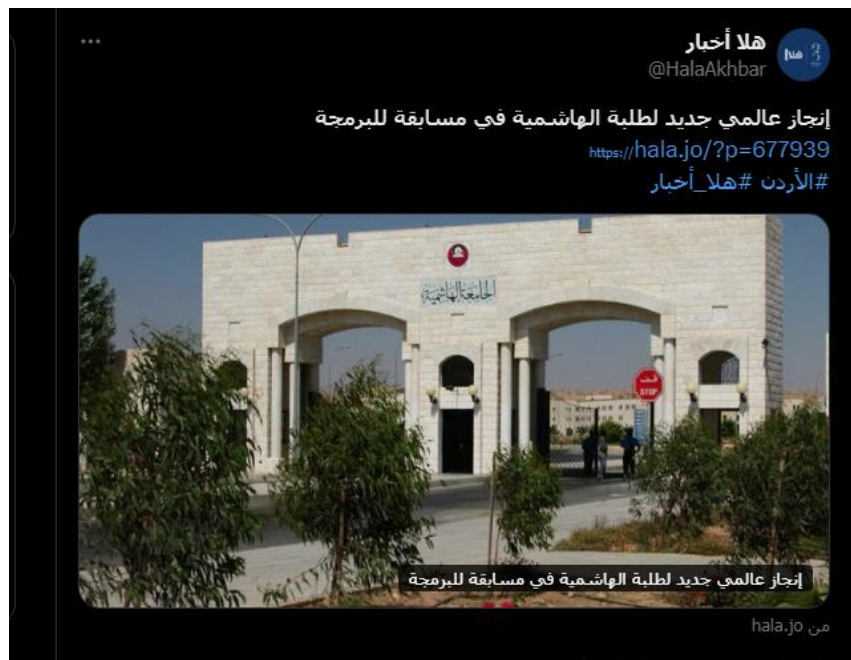 هلا أخبار
@HalaAkhbar
إنجاز عالمي جديد لطلبة الهاشمية في مسابقة للبرمجة
https://hala.jo/?p=677939
#الأردن #هلا_أخبار
الجامعة الهاشمية
قف
STOP
إنجاز عالمي جديد لطلبة الهاشمية في مسابقة للبرمجة
من hala.jo